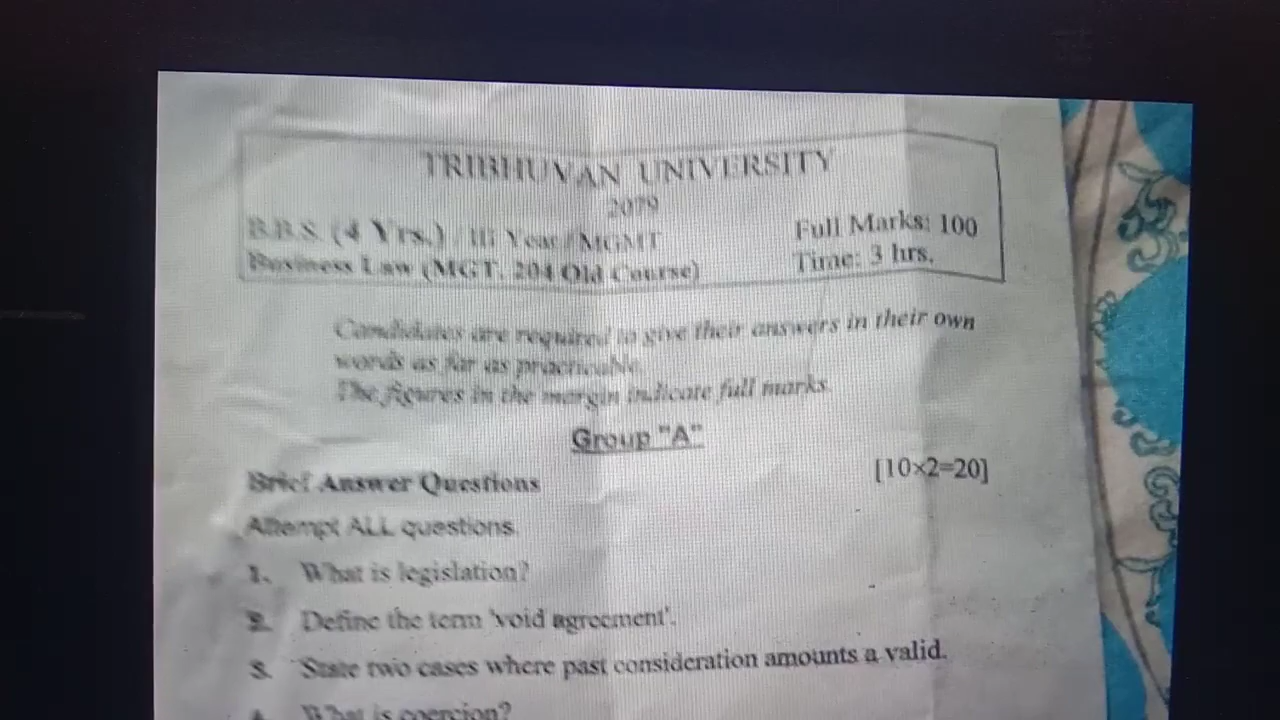 TRIBHUVAN UNIVERSITY
2079
B.B.S. (4 Yrs.) / III Year / MGMT
Full Marks: 100
Business Law (MGT. 204 Old Course)
Time: 3 hrs.
Candidates are required to give their answers in their own
words as far as practicable.
The figures in the margin indicate full marks.
Group "A"
Brief Answer Questions
[10×2=20]
Attempt ALL questions.
1. What is legislation?
2. Define the term 'void agreement'.
3. State two cases where past consideration amounts a valid.
4. What is coercion?